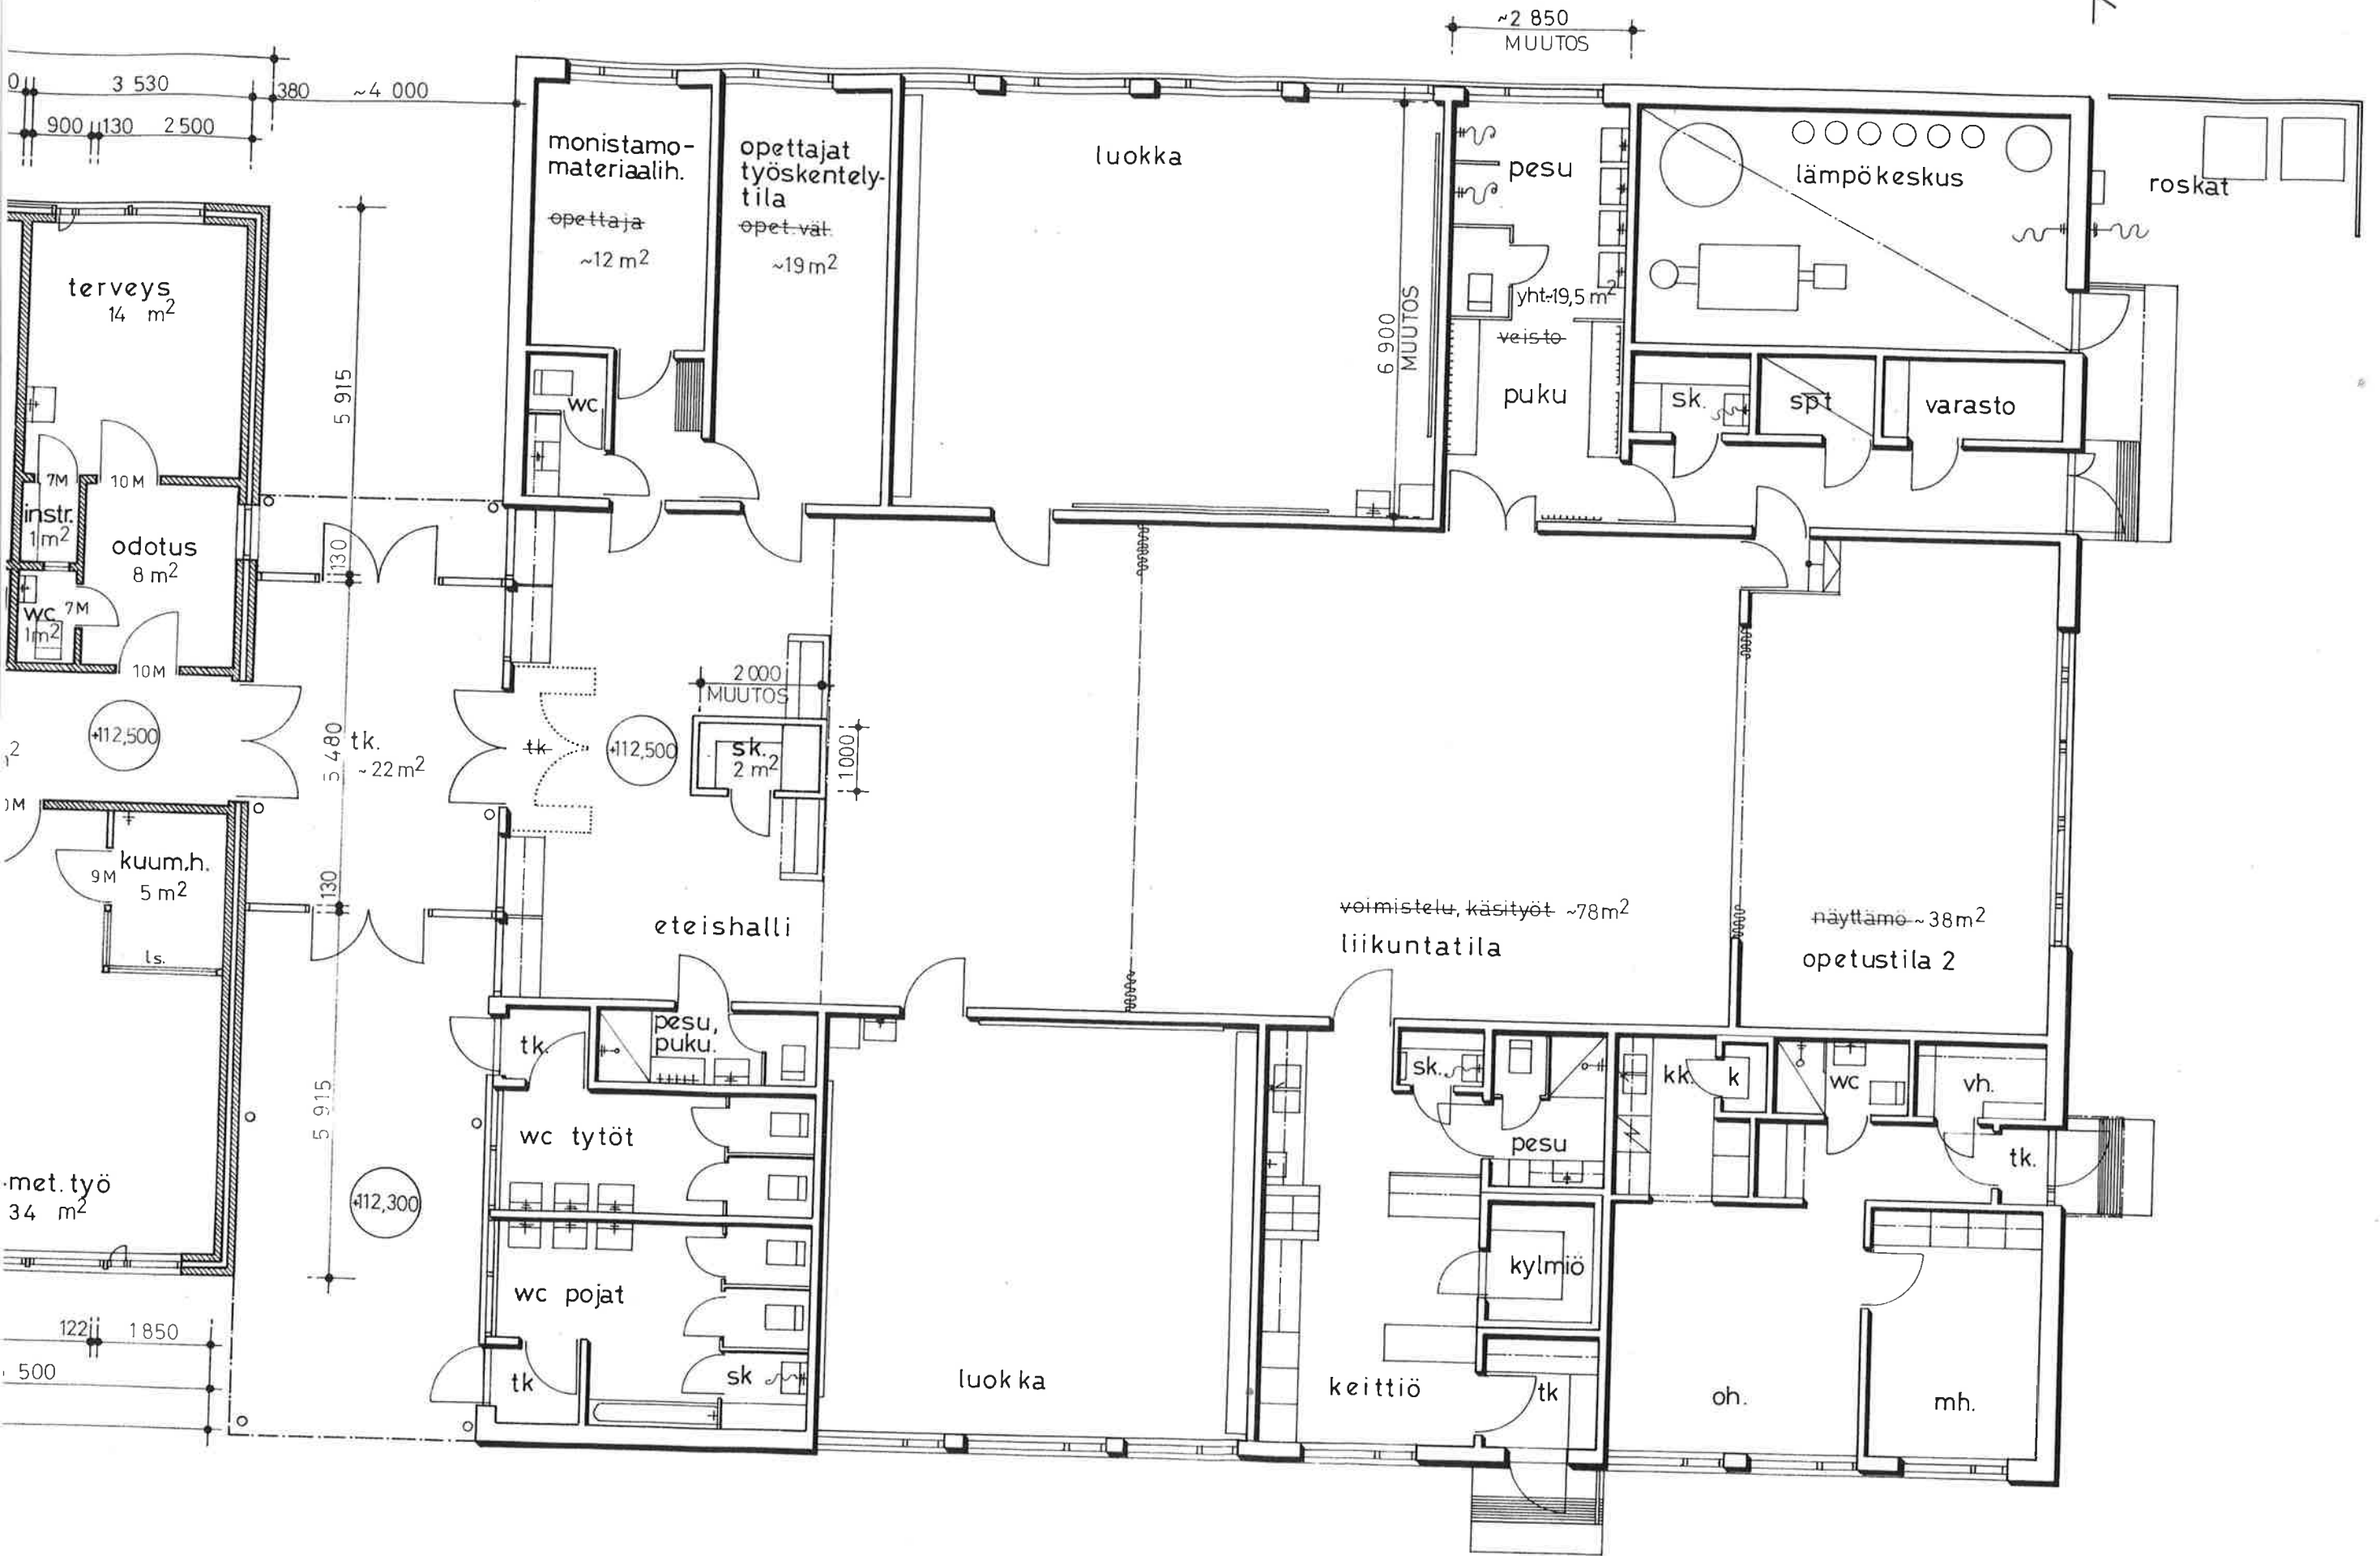 ~2 850
MUUTOS
0
3 530
380
~4 000
900
130
2 500
monistamo-
materiaalih.
opettaja
~12 m2
opettajat
työskentely-
tila
opet.väl.
~19 m2
luokka
6 900
MUUTOS
pesu
yht~19,5 m2
veisto
puku
lämpökeskus
roskat
sk.
spt
varasto
terveys
14 m2
wc
5 915
7M
10M
instr.
1 m2
odotus
8 m2
wc
7M
1m2
10M
130
2 000
MUUTOS
+112,500
5 480
tk.
~22 m2
tk
+112,500
sk.
2 m2
1000
0M
kuum.h.
9M
5 m2
ls.
130
eteishalli
voimistelu, käsityöt ~78m2
liikuntatila
näyttämö ~38m2
opetustila 2
tk.
pesu,
puku.
sk.
kk.
k
wc
vh.
pesu
tk.
5 915
wc tytöt
met. työ
34 m2
+112,300
wc pojat
kylmiö
122
1 850
500
tk
sk
luokka
keittiö
tk
oh.
mh.